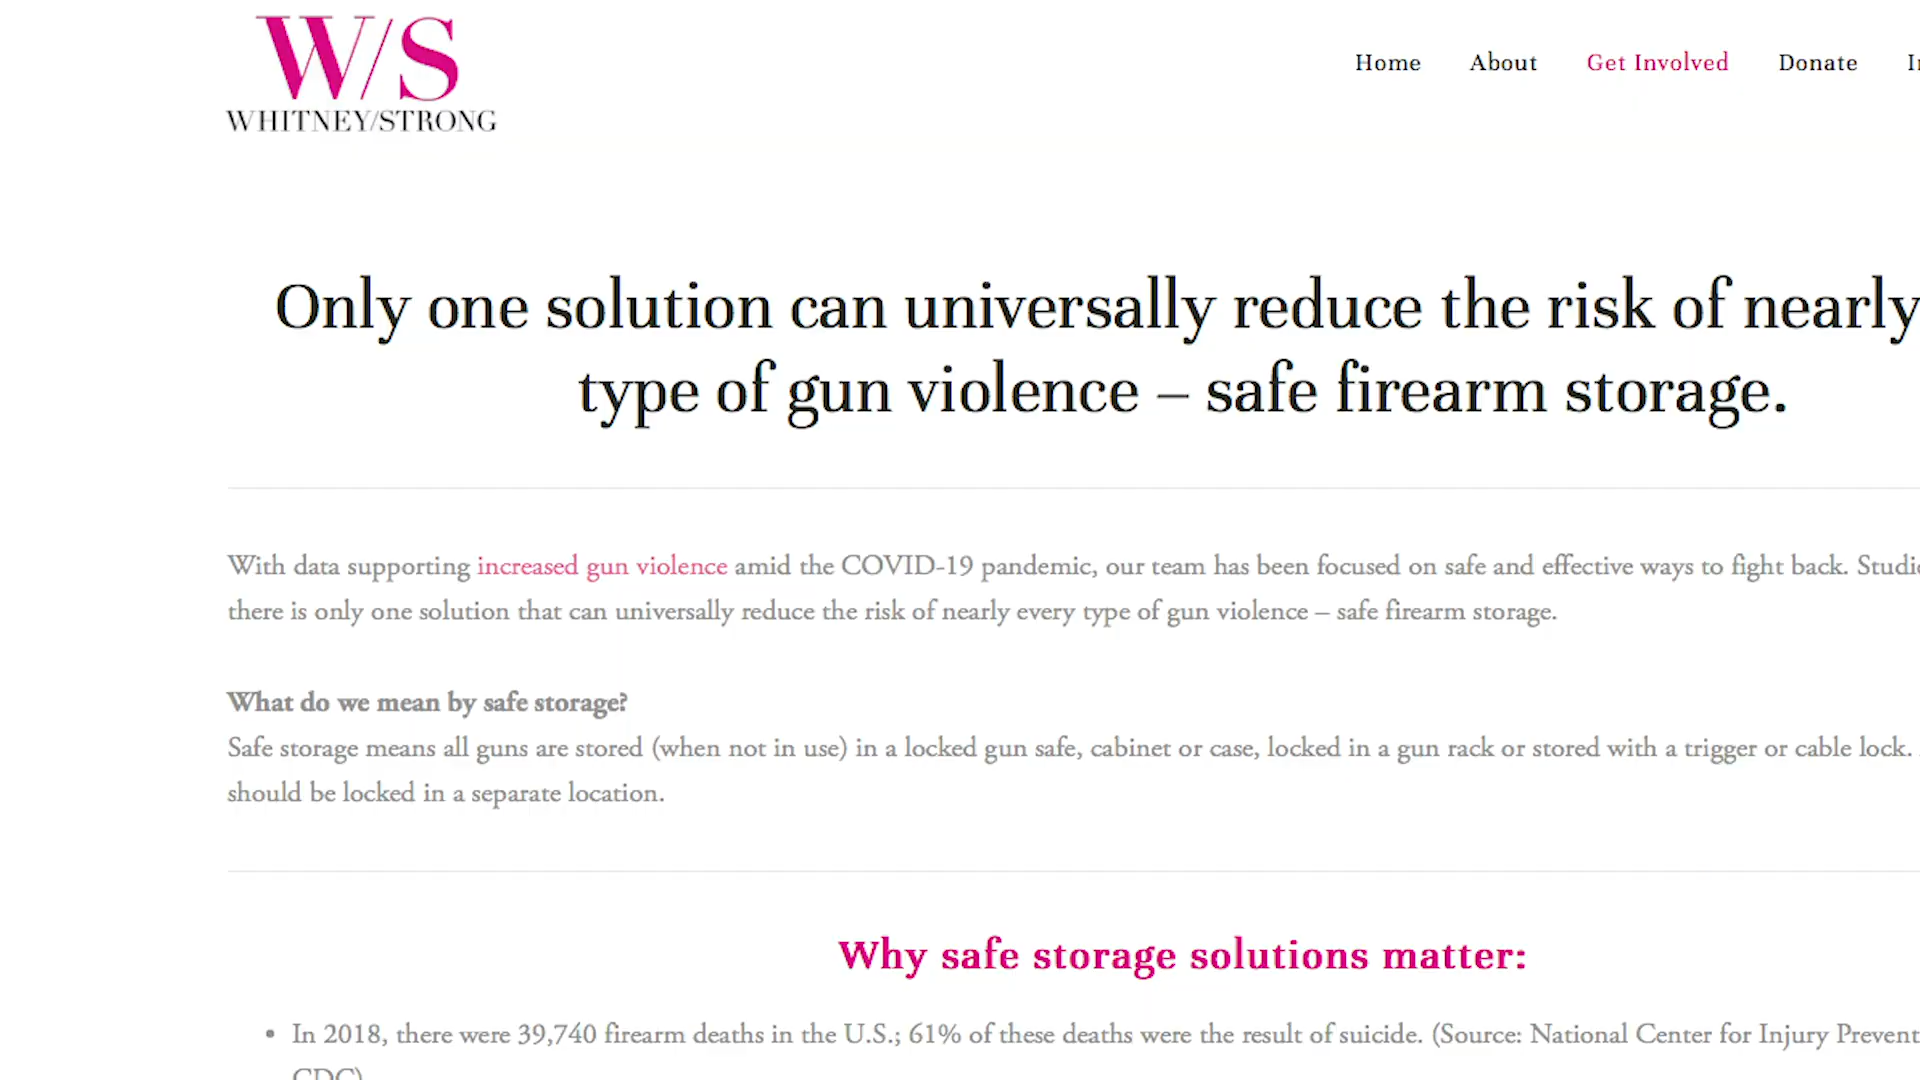 W/S
WHITNEY/STRONG
Home About Get Involved Donate
Only one solution can universally reduce the risk of nearly
type of gun violence – safe firearm storage.
With data supporting increased gun violence amid the COVID-19 pandemic, our team has been focused on safe and effective ways to fight back.
there is only one solution that can universally reduce the risk of nearly every type of gun violence – safe firearm storage.
What do we mean by safe storage?
Safe storage means all guns are stored (when not in use) in a locked gun safe, cabinet or case, locked in a gun rack or stored with a trigger or cable lock.
should be locked in a separate location.
Why safe storage solutions matter:
• In 2018, there were 39,740 firearm deaths in the U.S.; 61% of these deaths were the result of suicide. (Source: National Center for Injury
CDC)